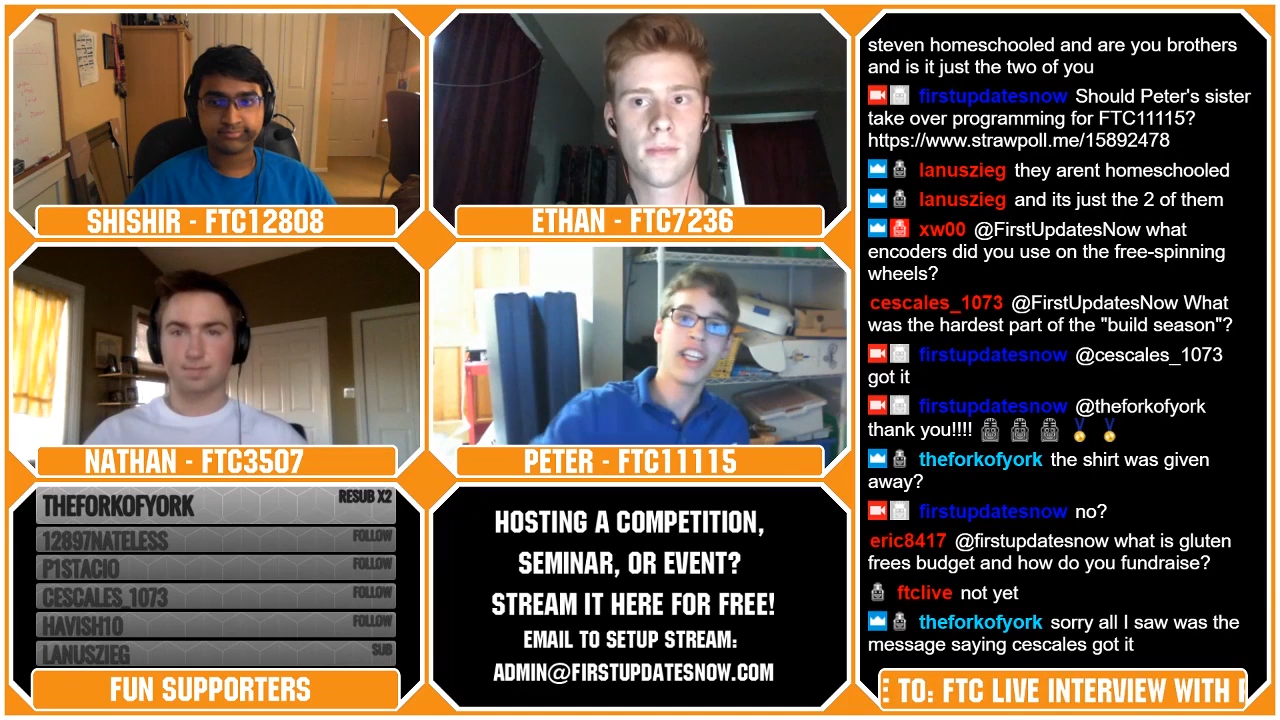 SHISHIR - FTC12808
ETHAN - FTC7236
NATHAN - FTC3507
PETER - FTC11115
THEFORKOFYORK RESUB X2
12897NATELESS FOLLOW
P1STACIO FOLLOW
CESCALES_1073 FOLLOW
HAVISH10 FOLLOW
LANUSZIEG SUB
FUN SUPPORTERS
HOSTING A COMPETITION,
SEMINAR, OR EVENT?
STREAM IT HERE FOR FREE!
EMAIL TO SETUP STREAM:
ADMIN@FIRSTUPDATESNOW.COM
steven homeschooled and are you brothers
and is it just the two of you
firstupdatesnow Should Peter's sister
take over programming for FTC11115?
https://www.strawpoll.me/15892478
lanuszieg they arent homeschooled
lanuszieg and its just the 2 of them
xw00 @FirstUpdatesNow what
encoders did you use on the free-spinning
wheels?
cescales_1073 @FirstUpdatesNow What
was the hardest part of the "build season"?
firstupdatesnow @cescales_1073
got it
firstupdatesnow @theforkofyork
thank you!!!!
theforkofyork the shirt was given
away?
firstupdatesnow no?
eric8417 @firstupdatesnow what is gluten
frees budget and how do you fundraise?
ftclive not yet
theforkofyork sorry all I saw was the
message saying cescales got it
E TO: FTC LIVE INTERVIEW WITH